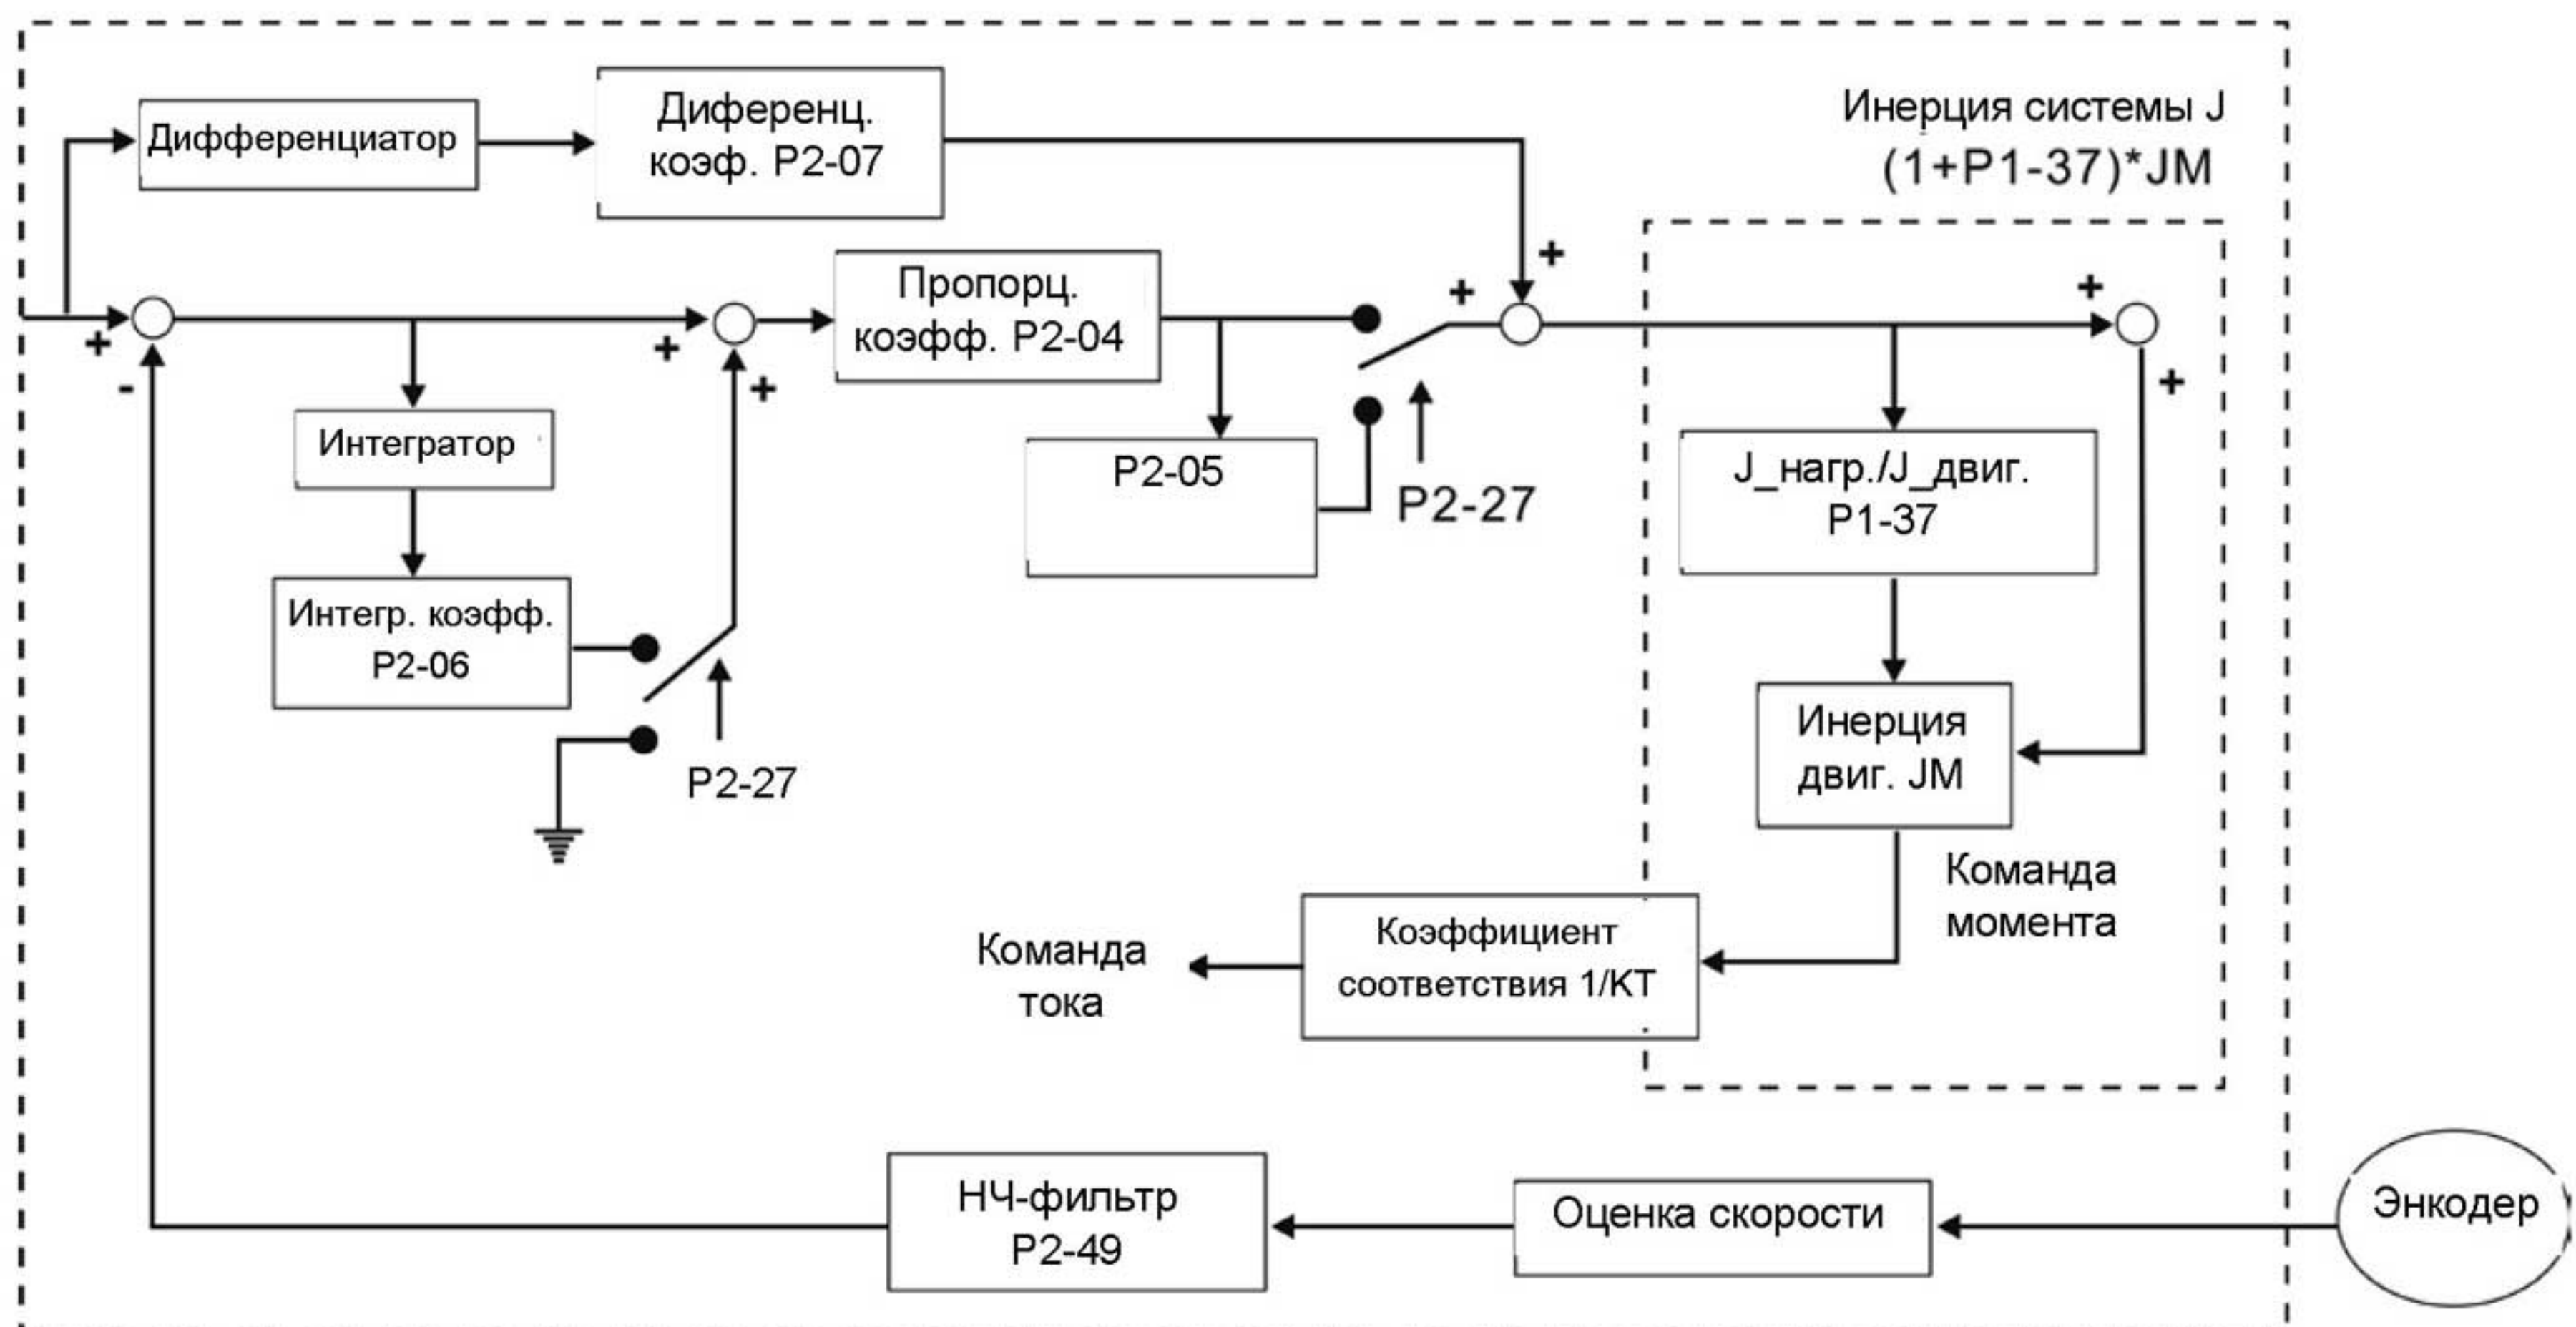 Дифференциатор
Диференц.
коэф. P2-07
Инерция системы J
(1+P1-37)*JM
+
+
+
Пропорц.
коэфф. P2-04
+
-
+
+
+
Интегратор
P2-05
P2-27
J_нагр./J_двиг.
P1-37
Интегр. коэфф.
P2-06
P2-27
Инерция
двиг. JM
Команда
момента
Коэффициент
соответствия 1/KT
Команда
тока
НЧ-фильтр
P2-49
Оценка скорости
Энкодер